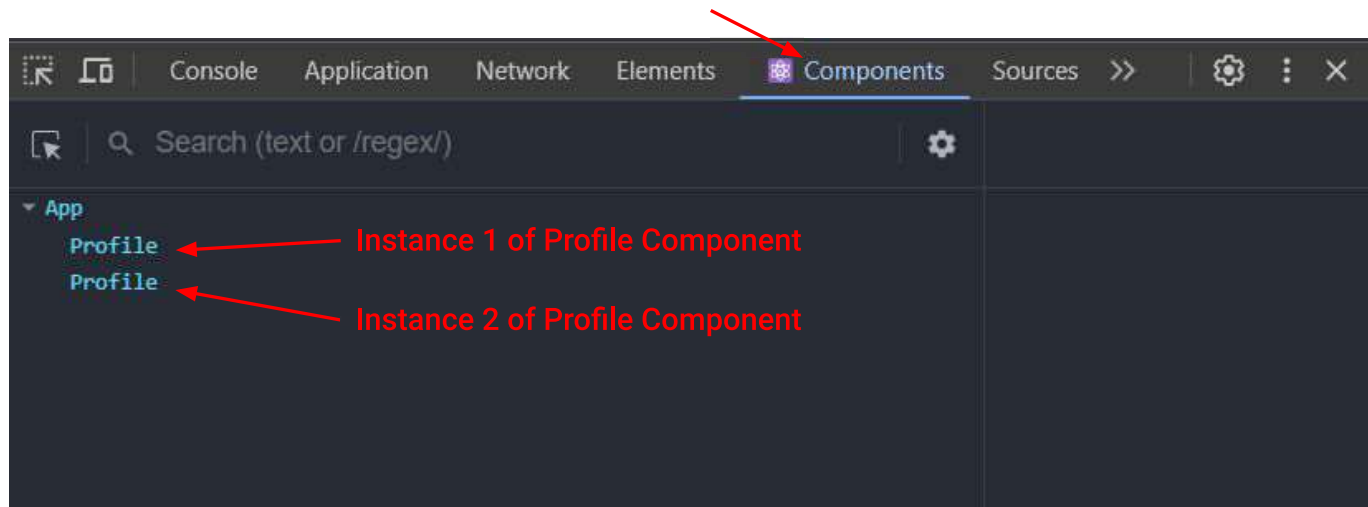 Console Application Network Elements Components Sources
Search (text or /regex/)
App
Profile
Instance 1 of Profile Component
Profile
Instance 2 of Profile Component